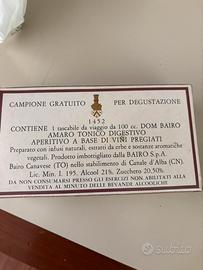 CAMPIONE GRATUITO PER DEGUSTAZIONE
1452
CONTIENE 1 tascabile da viaggio da 100 cc. DOM BAIRO
AMARO TONICO DIGESTIVO
APERITIVO A BASE DI VINI PREGIATI
Preparato con infusi naturali, estratto da erbe e sostanze aromatiche
vegetali. Prodotto imbottigliato dalla BAIRO S.p.A.
Bairo Canavese (TO) nello stabilimento di Canale d'Alba (CN)
Lic. Min. I. 195. Alcool 21%. Zucchero 20,50%.
DA NON CONSUMARSI PRESSO GLI ESERCIZI NON ABILITATI ALLA
VENDITA AL MINUTO DELLE BEVANDE ALCOOLICHE
Subito.it